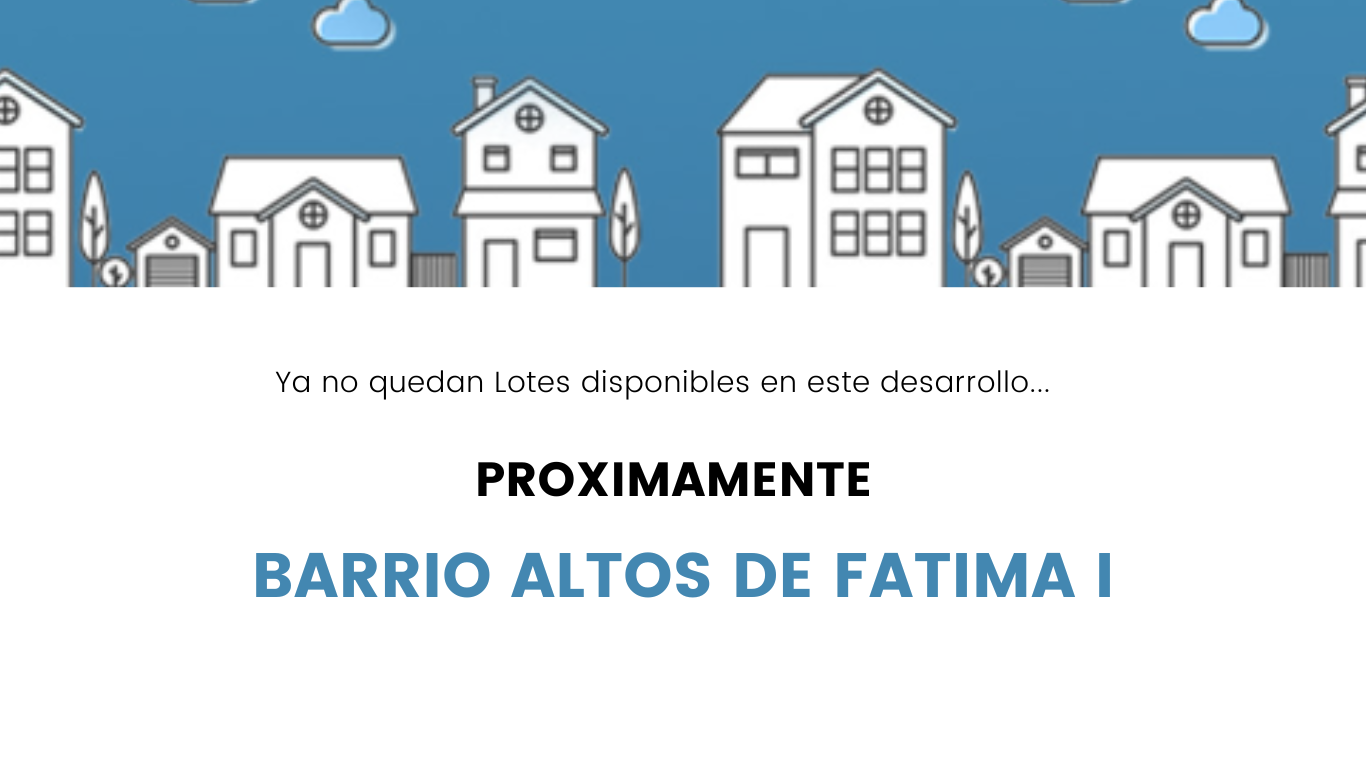 Ya no quedan Lotes disponibles en este desarrollo...
PROXIMAMENTE
BARRIO ALTOS DE FATIMA I